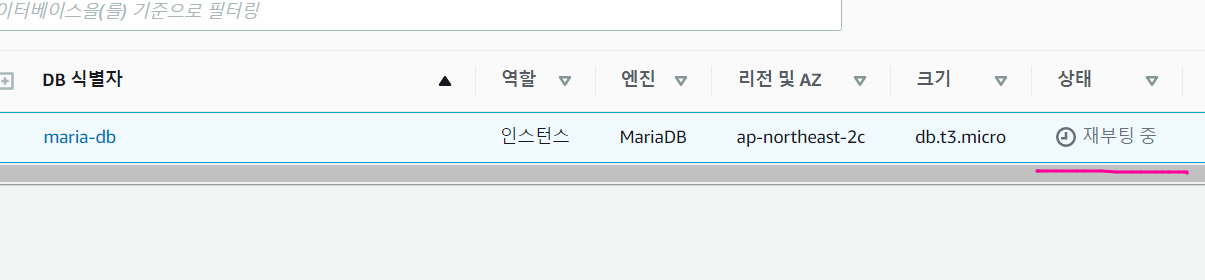 이터베이스을(를) 기준으로 필터링
DB 식별자 역할 엔진 리전 및 AZ 크기 상태
maria-db 인스턴스 MariaDB ap-northeast-2c db.t3.micro 재부팅 중